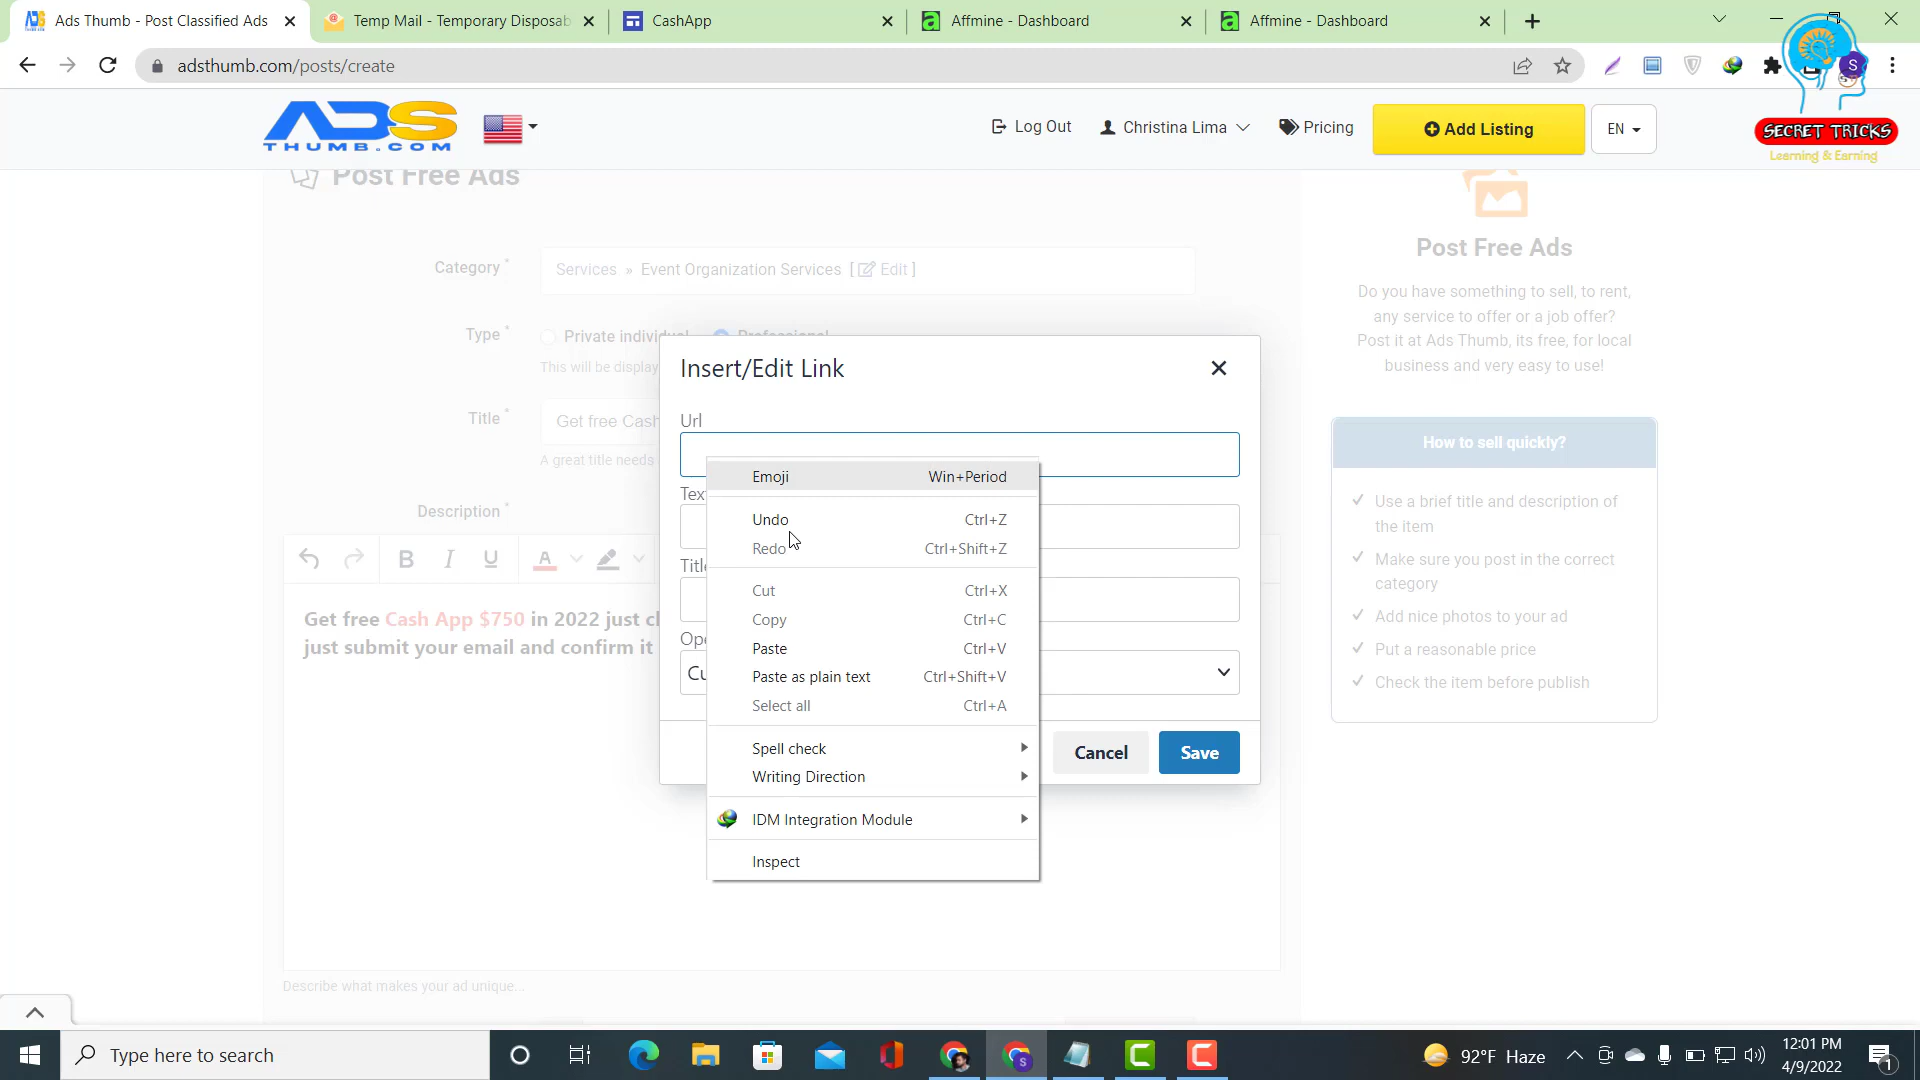 Ads Thumb - Post Classified Ads
Temp Mail - Temporary Disposab
CashApp
Affmine - Dashboard
Affmine - Dashboard
adsthumb.com/posts/create
S
ADS
THUMB.COM
Log Out
Christina Lima
Pricing
Add Listing
EN
SECRET TRICKS
Learning & Earning
Post Free Ads
Category *
Services » Event Organization Services [ Edit ]
Type *
Private individual
Professional
This will be display
Title *
Get free Cash
A great title needs
Description *
B I U A
Get free Cash App $750 in 2022 just cl
just submit your email and confirm it
Describe what makes your ad unique...
Insert/Edit Link
Url
Tex
Title
Ope
Cu
Cancel
Save
Emoji Win+Period
Undo Ctrl+Z
Redo Ctrl+Shift+Z
Cut Ctrl+X
Copy Ctrl+C
Paste Ctrl+V
Paste as plain text Ctrl+Shift+V
Select all Ctrl+A
Spell check
Writing Direction
IDM Integration Module
Inspect
Post Free Ads
Do you have something to sell, to rent,
any service to offer or a job offer?
Post it at Ads Thumb, its free, for local
business and very easy to use!
How to sell quickly?
Use a brief title and description of
the item
Make sure you post in the correct
category
Add nice photos to your ad
Put a reasonable price
Check the item before publish
Type here to search
92°F Haze
12:01 PM
4/9/2022
1